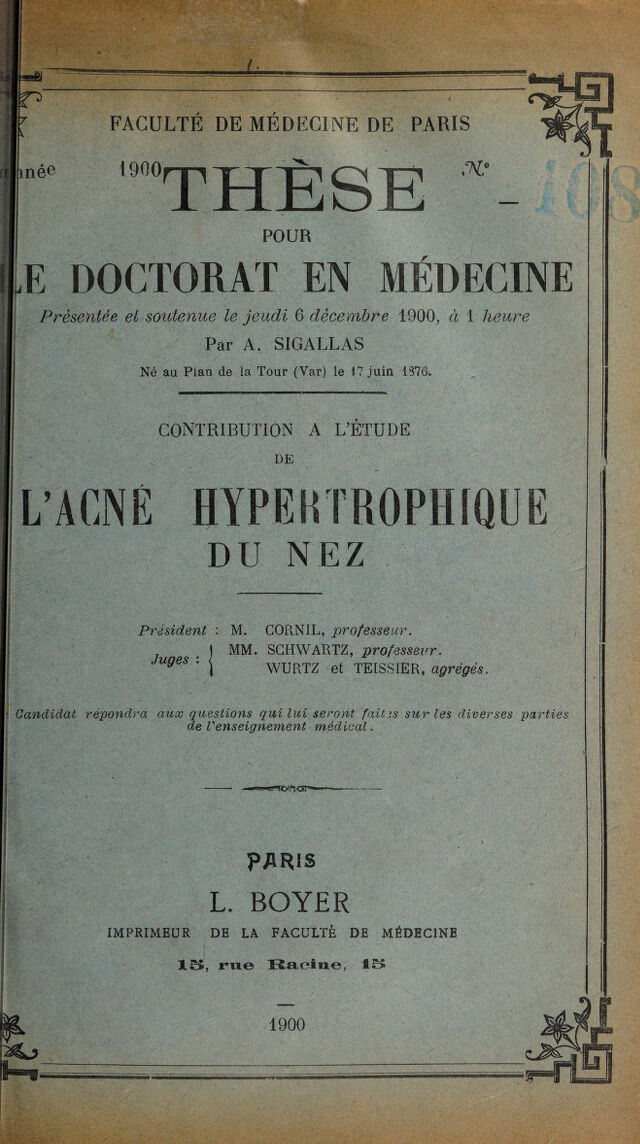 FACULTÉ DE MÉDECINE DE PARIS
nnée 1900 THÈSE N° 108
POUR
LE DOCTORAT EN MÉDECINE
Présentée et soutenue le jeudi 6 décembre 1900, à 1 heure
Par A. SIGALLAS
Né au Plan de la Tour (Var) le 17 juin 1876.
CONTRIBUTION A L'ÉTUDE
DE
L'ACNÉ HYPERTROPHIQUE
DU NEZ
Président : M. CORNIL, professeur.
Juges : { MM. SCHWARTZ, professeur.
WURTZ et TEISSIER, agrégés.
Candidat répondra aux questions qui lui seront faites sur les diverses parties
de l'enseignement médical.
PARIS
L. BOYER
IMPRIMEUR DE LA FACULTÉ DE MÉDECINE
15, rue Racine, 15
1900